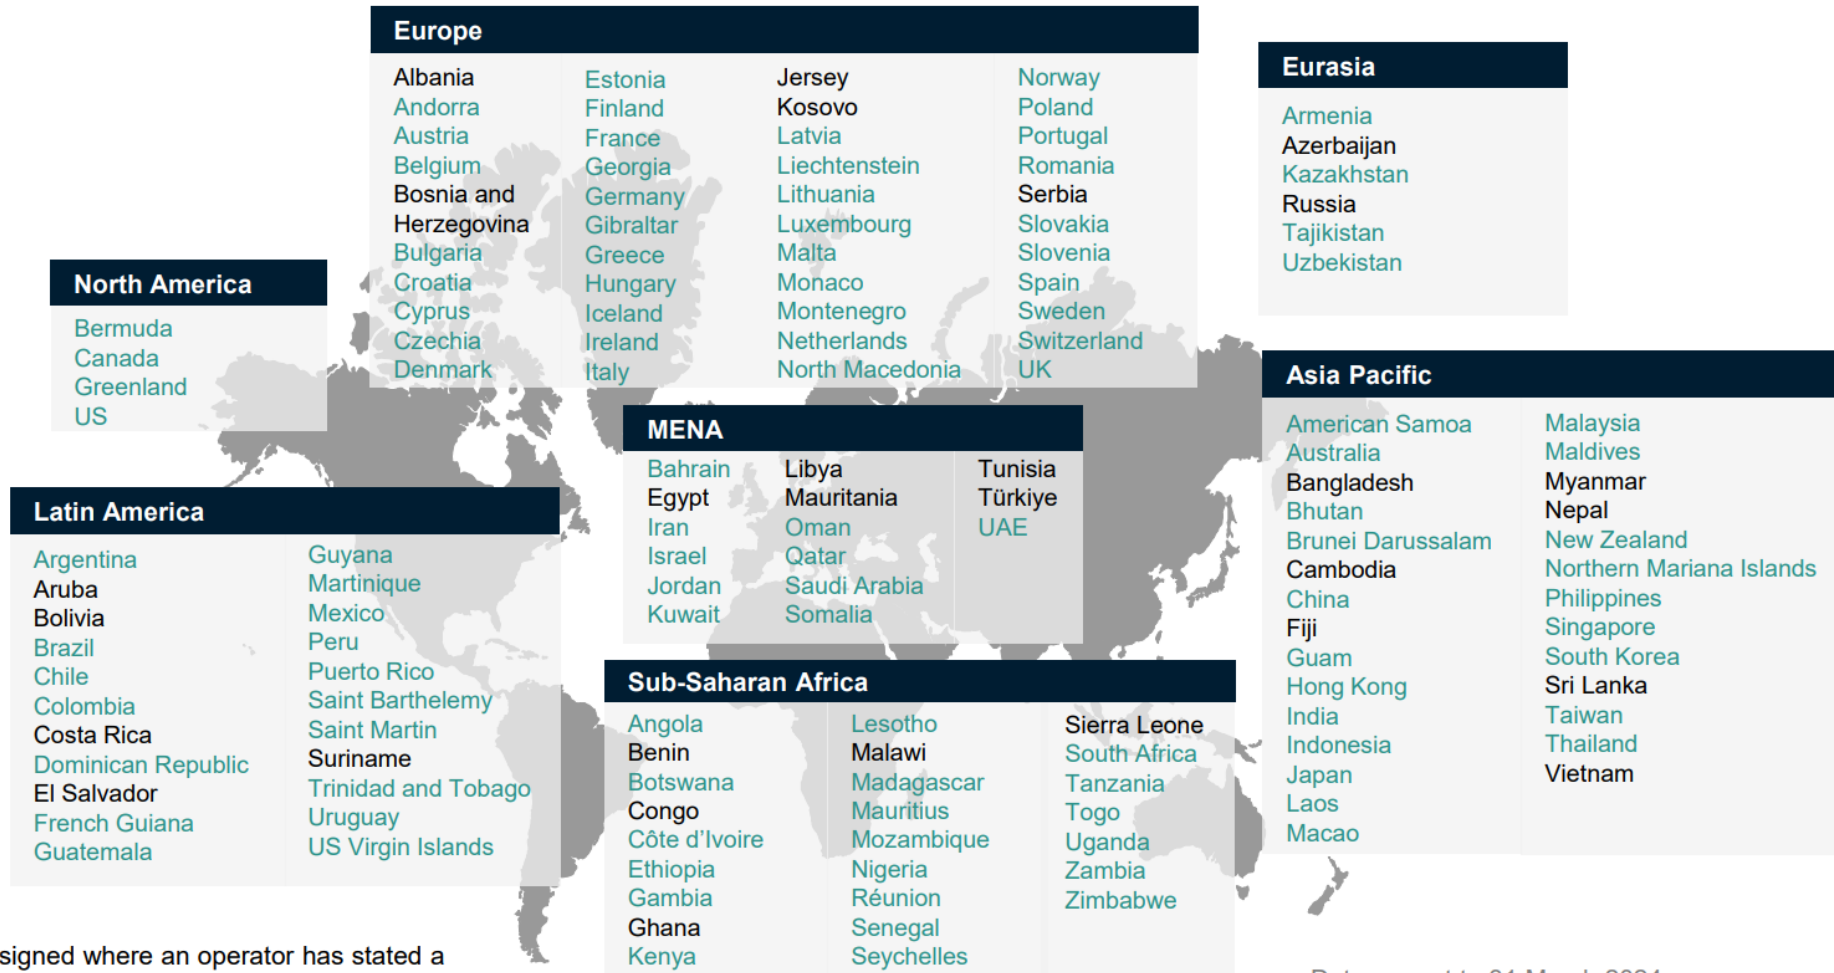 Europe
Albania
Andorra
Austria
Belgium
Bosnia and
Herzegovina
Bulgaria
Croatia
Cyprus
Czechia
Denmark
Estonia
Finland
France
Georgia
Germany
Gibraltar
Greece
Hungary
Iceland
Ireland
Italy
Jersey
Kosovo
Latvia
Liechtenstein
Lithuania
Luxembourg
Malta
Monaco
Montenegro
Netherlands
North Macedonia
Norway
Poland
Portugal
Romania
Serbia
Slovakia
Slovenia
Spain
Sweden
Switzerland
UK
Eurasia
Armenia
Azerbaijan
Kazakhstan
Russia
Tajikistan
Uzbekistan
North America
Bermuda
Canada
Greenland
US
MENA
Bahrain
Egypt
Iran
Israel
Jordan
Kuwait
Libya
Mauritania
Oman
Qatar
Saudi Arabia
Somalia
Tunisia
Türkiye
UAE
Asia Pacific
American Samoa
Australia
Bangladesh
Bhutan
Brunei Darussalam
Cambodia
China
Fiji
Guam
Hong Kong
India
Indonesia
Japan
Laos
Macao
Malaysia
Maldives
Myanmar
Nepal
New Zealand
Northern Mariana Islands
Philippines
Singapore
South Korea
Sri Lanka
Taiwan
Thailand
Vietnam
Latin America
Argentina
Aruba
Bolivia
Brazil
Chile
Colombia
Costa Rica
Dominican Republic
El Salvador
French Guiana
Guatemala
Guyana
Martinique
Mexico
Peru
Puerto Rico
Saint Barthelemy
Saint Martin
Suriname
Trinidad and Tobago
Uruguay
US Virgin Islands
Sub-Saharan Africa
Angola
Benin
Botswana
Congo
Côte d'Ivoire
Ethiopia
Gambia
Ghana
Kenya
Lesotho
Malawi
Madagascar
Mauritius
Mozambique
Nigeria
Réunion
Senegal
Seychelles
Sierra Leone
South Africa
Tanzania
Togo
Uganda
Zambia
Zimbabwe
signed where an operator has stated a